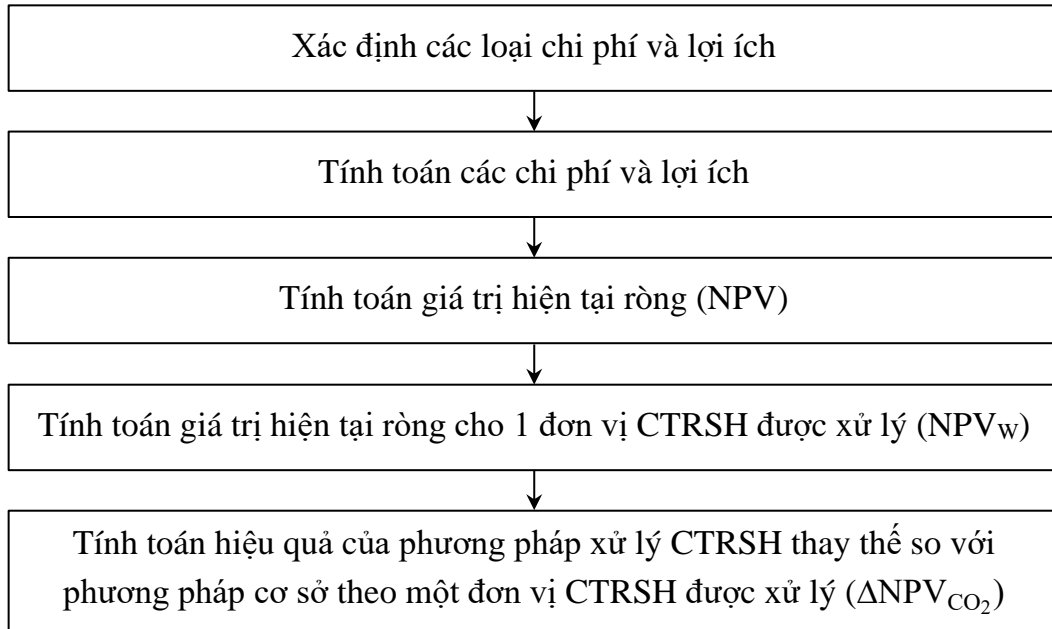 Xác định các loại chi phí và lợi ích
Tính toán các chi phí và lợi ích
Tính toán giá trị hiện tại ròng (NPV)
Tính toán giá trị hiện tại ròng cho 1 đơn vị CTRSH được xử lý (NPVW)
Tính toán hiệu quả của phương pháp xử lý CTRSH thay thế so với
phương pháp cơ sở theo một đơn vị CTRSH được xử lý (ΔNPVCO2)